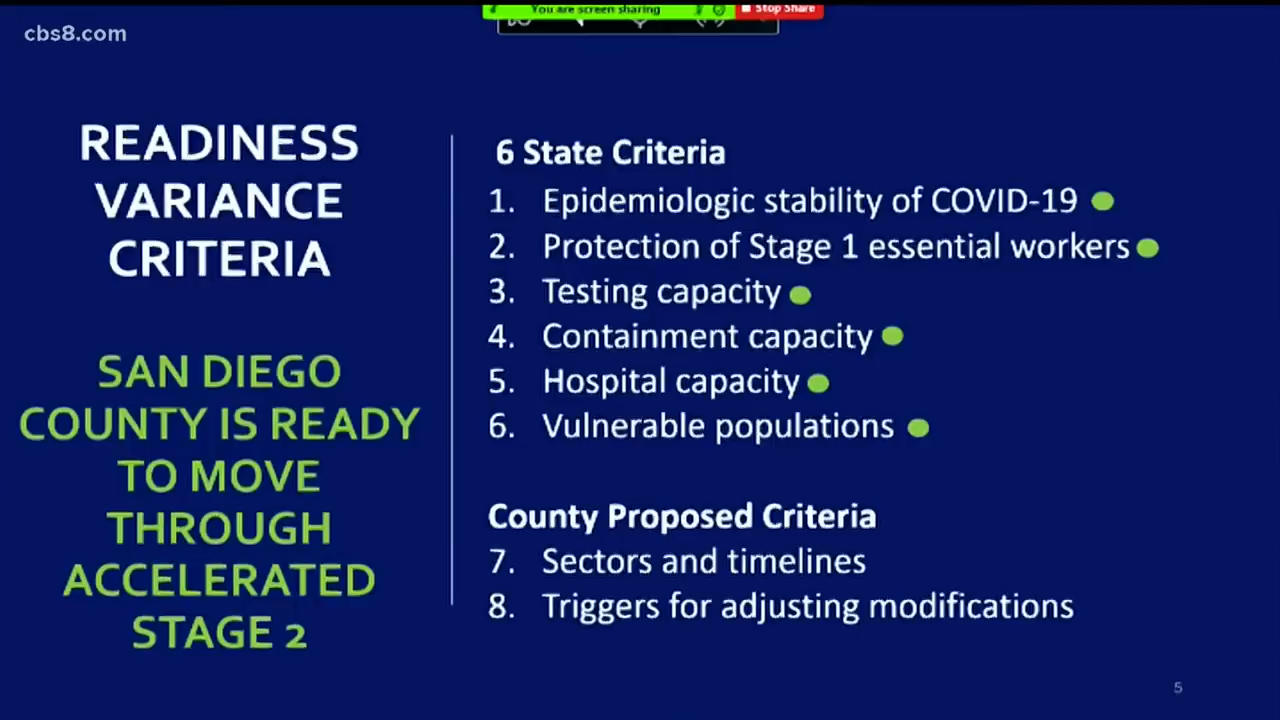 You are screen sharing
Stop Share
cbs8.com
READINESS
VARIANCE
CRITERIA
SAN DIEGO
COUNTY IS READY
TO MOVE
THROUGH
ACCELERATED
STAGE 2
6 State Criteria
1. Epidemiologic stability of COVID-19
2. Protection of Stage 1 essential workers
3. Testing capacity
4. Containment capacity
5. Hospital capacity
6. Vulnerable populations
County Proposed Criteria
7. Sectors and timelines
8. Triggers for adjusting modifications
5